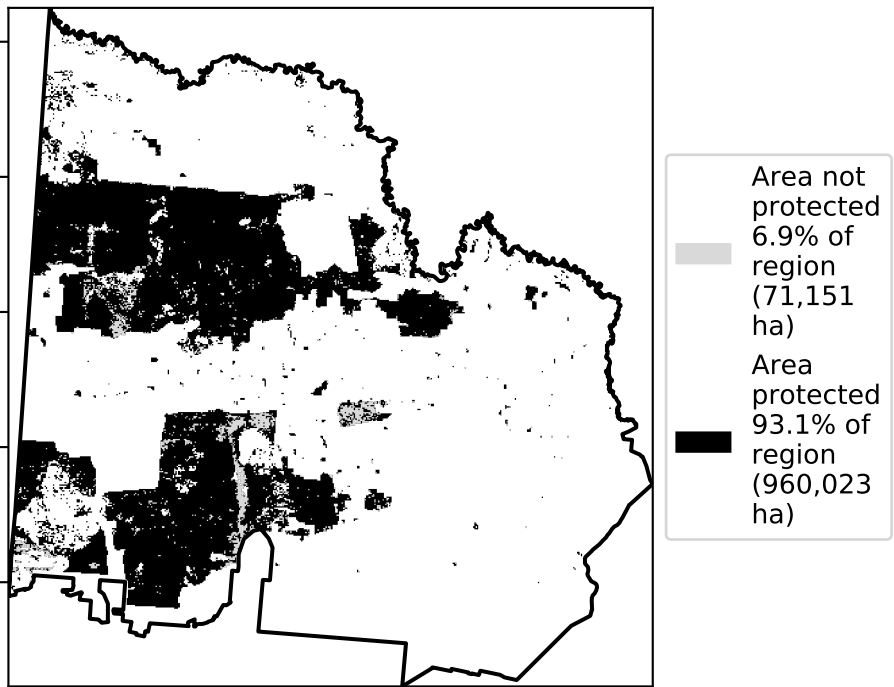 Area not
protected
6.9% of
region
(71,151
ha)
Area
protected
93.1% of
region
(960,023
ha)